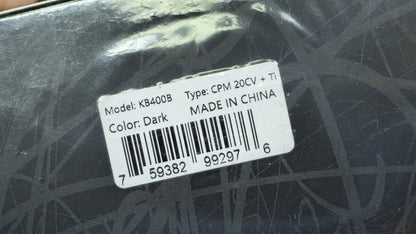 Model: KB400B Type: CPM 20CV + Ti
Color: Dark MADE IN CHINA
7 59382 99297 6